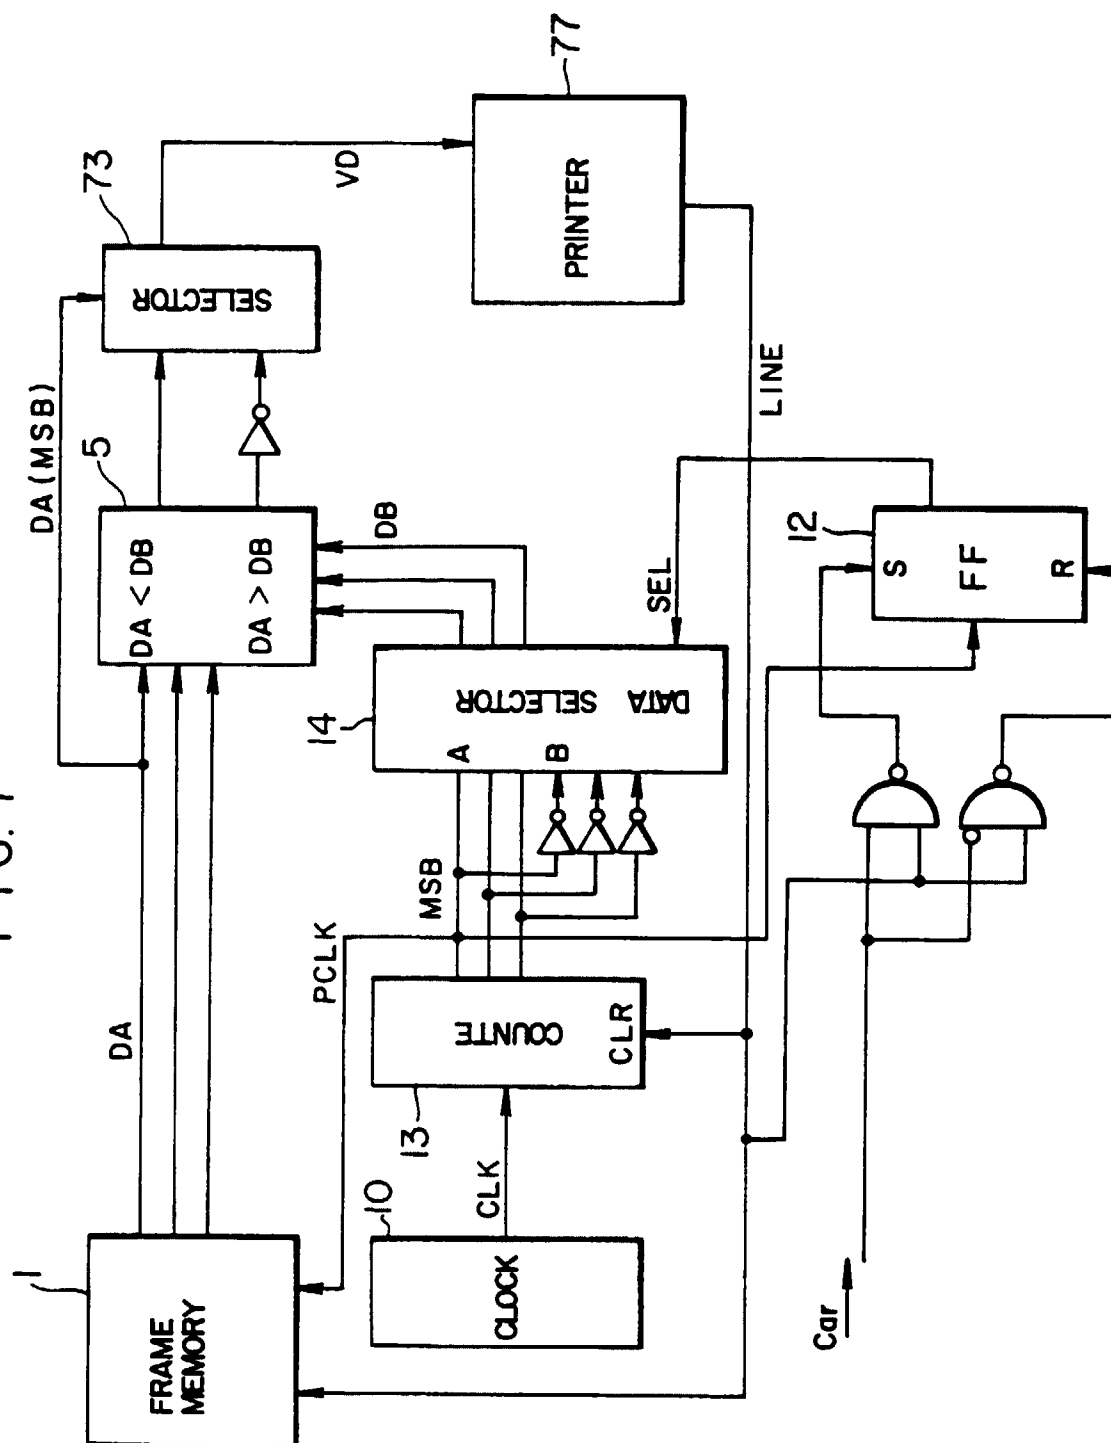 1
FRAME
MEMORY
DA
DA(MSB)
5
DA < DB
DA > DB
73
SELECTOR
VD
77
PRINTER
LINE
10
CLOCK
CLK
13
COUNTE
CLR
PCLK
MSB
14
A
B
DATA SELECTOR
DB
SEL
12
S
FF
R
Car